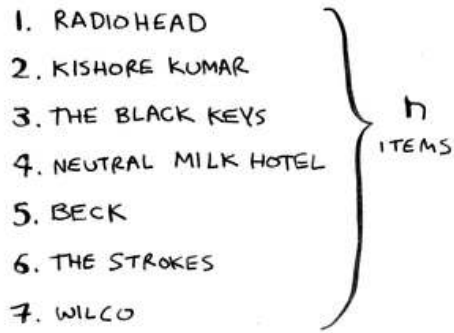 1. RADIOHEAD
2. KISHORE KUMAR
3. THE BLACK KEYS
4. NEUTRAL MILK HOTEL
5. BECK
6. THE STROKES
7. WILCO
n
ITEMS